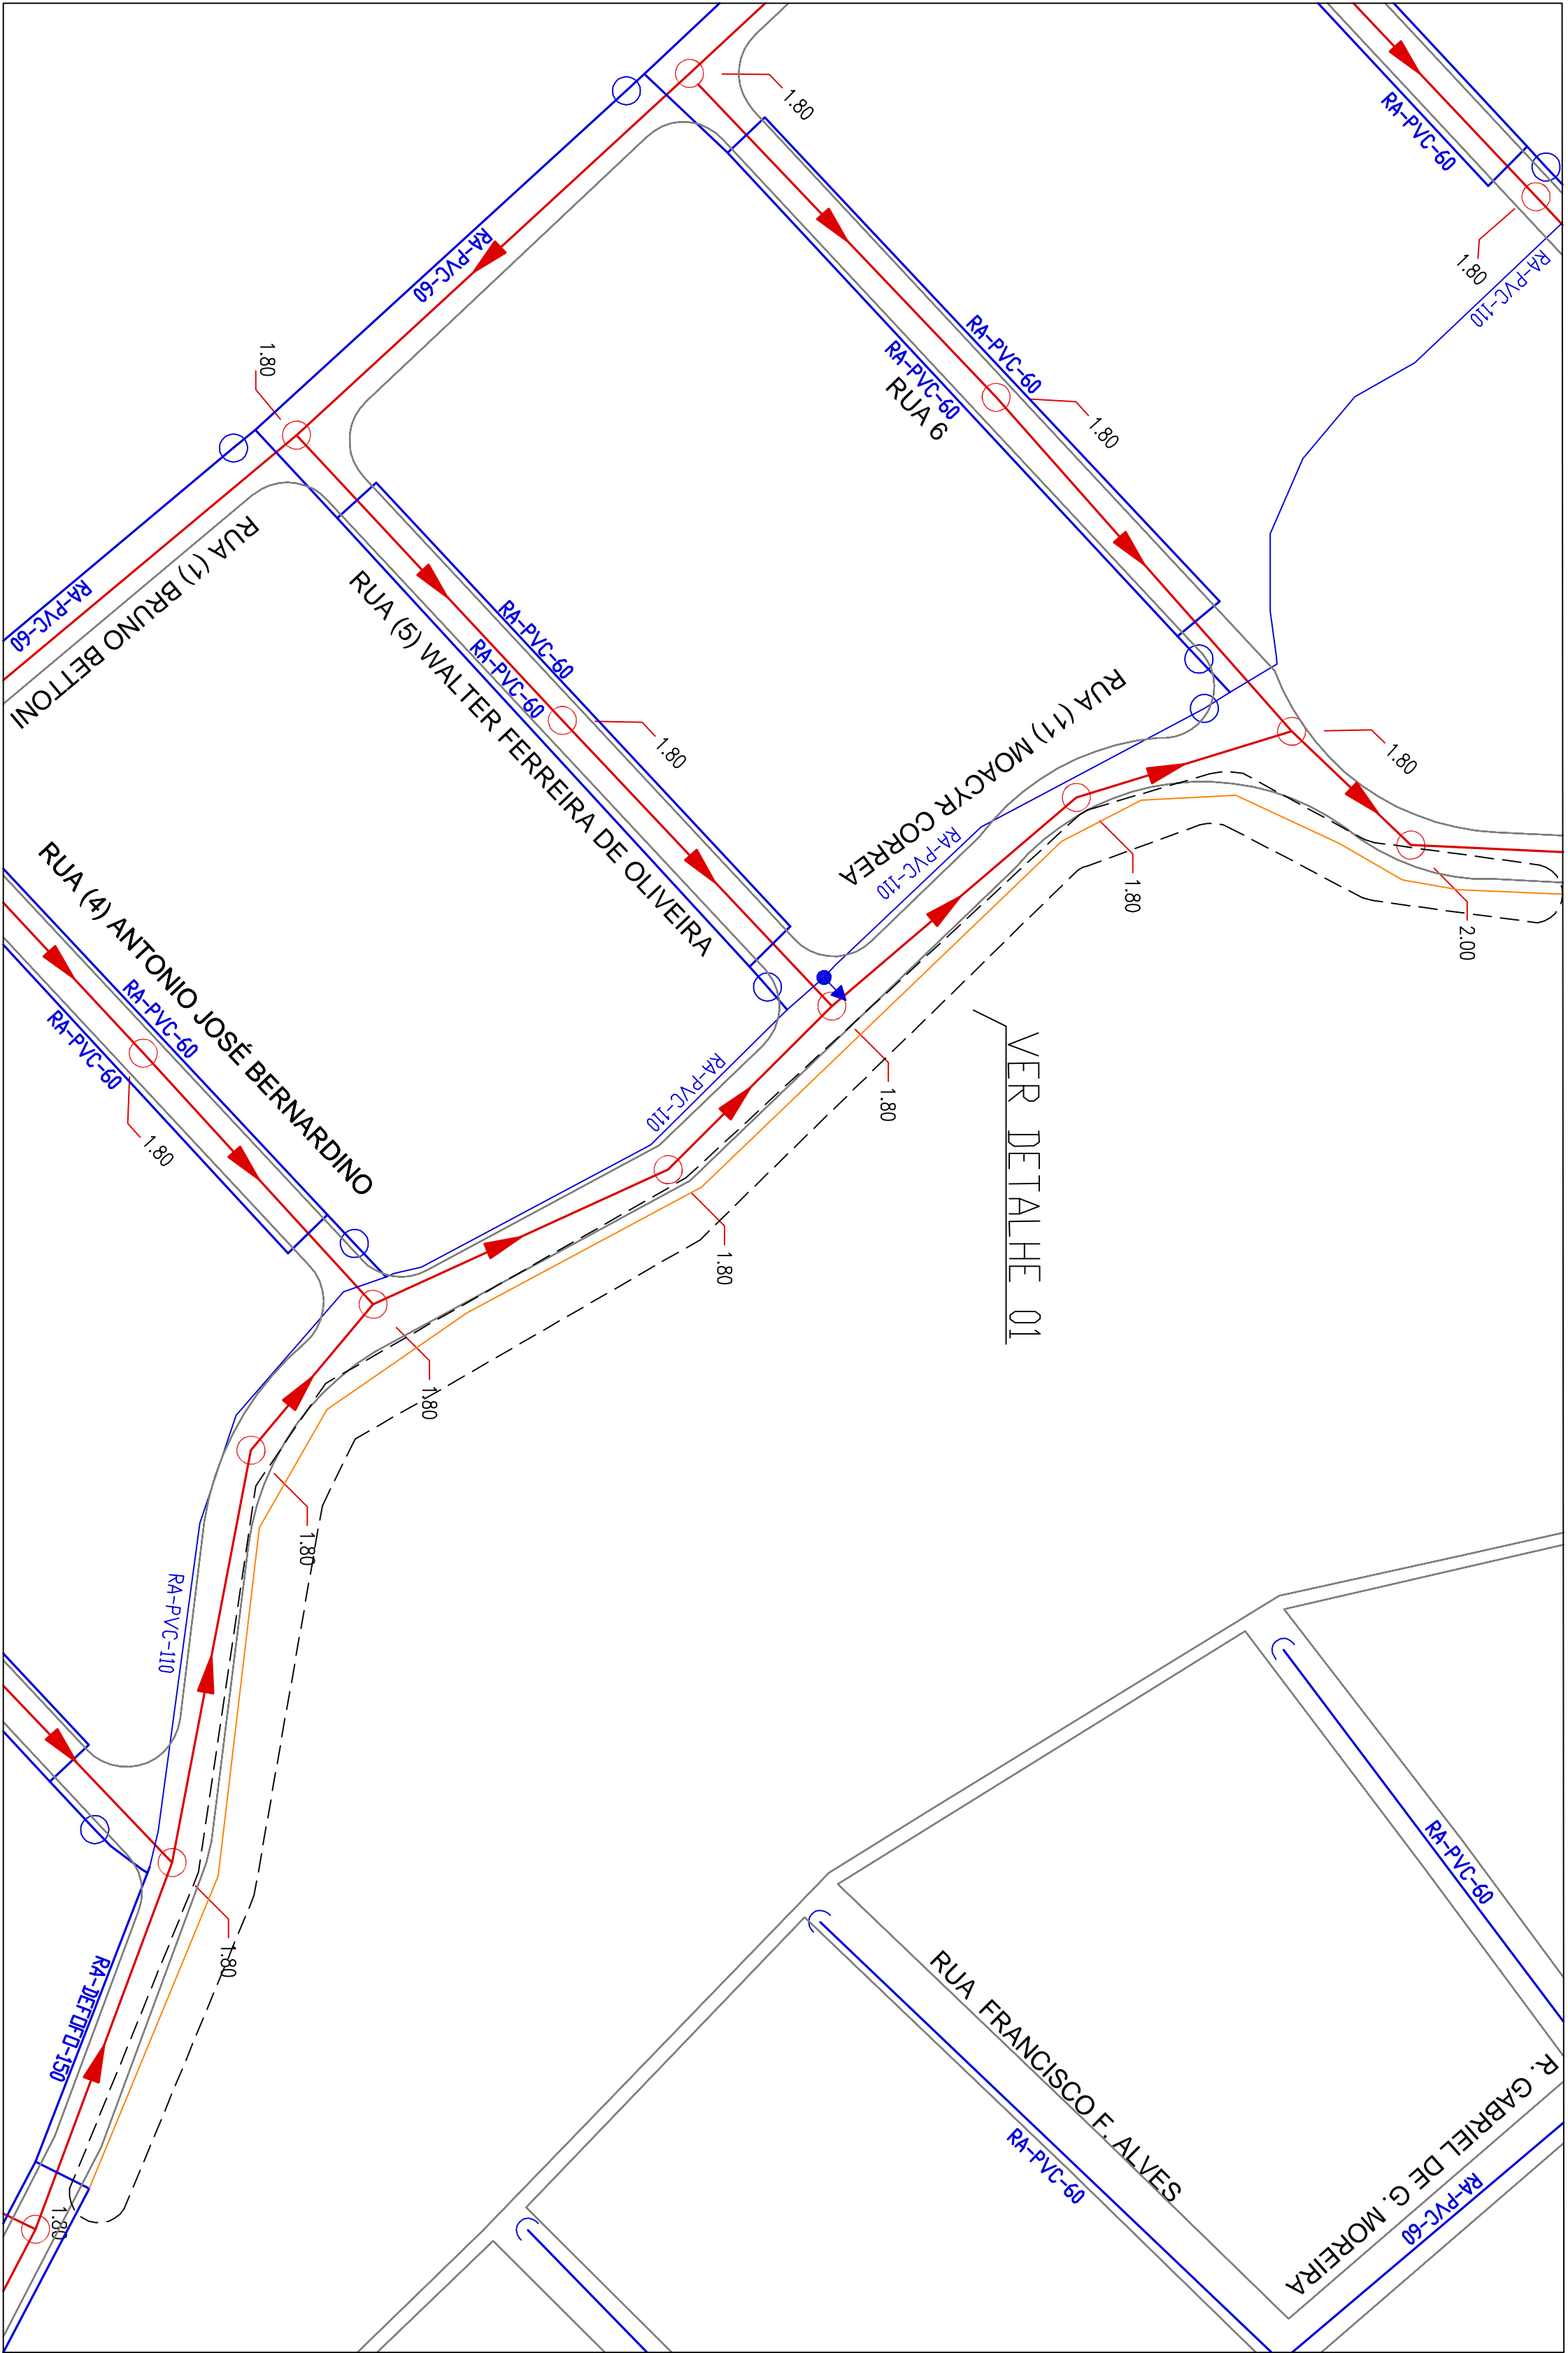 1.80
RA-PVC-60
1.80
RA-PVC-110
RA-PVC-60
RA-PVC-60
RA-PVC-60
RUA 6
1.80
1.80
RA-PVC-60
RA-PVC-60
RUA (1) BRUNO BETTONI
RA-PVC-60
RA-PVC-60
RUA (5) WALTER FERREIRA DE OLIVEIRA
1.80
RUA (11) MOACYR CORREA
RA-PVC-110
1.80
1.80
2.00
RUA (4) ANTONIO JOSÉ BERNARDINO
RA-PVC-60
RA-PVC-60
1.80
RA-PVC-110
1.80
VER DETALHE 01
1.80
1.80
1.80
RA-PVC-110
1.80
RA-DEFOFO-150
1.80
RA-PVC-60
RUA FRANCISCO F. ALVES
RA-PVC-60
R. GABRIEL DE G. MOREIRA
RA-PVC-60